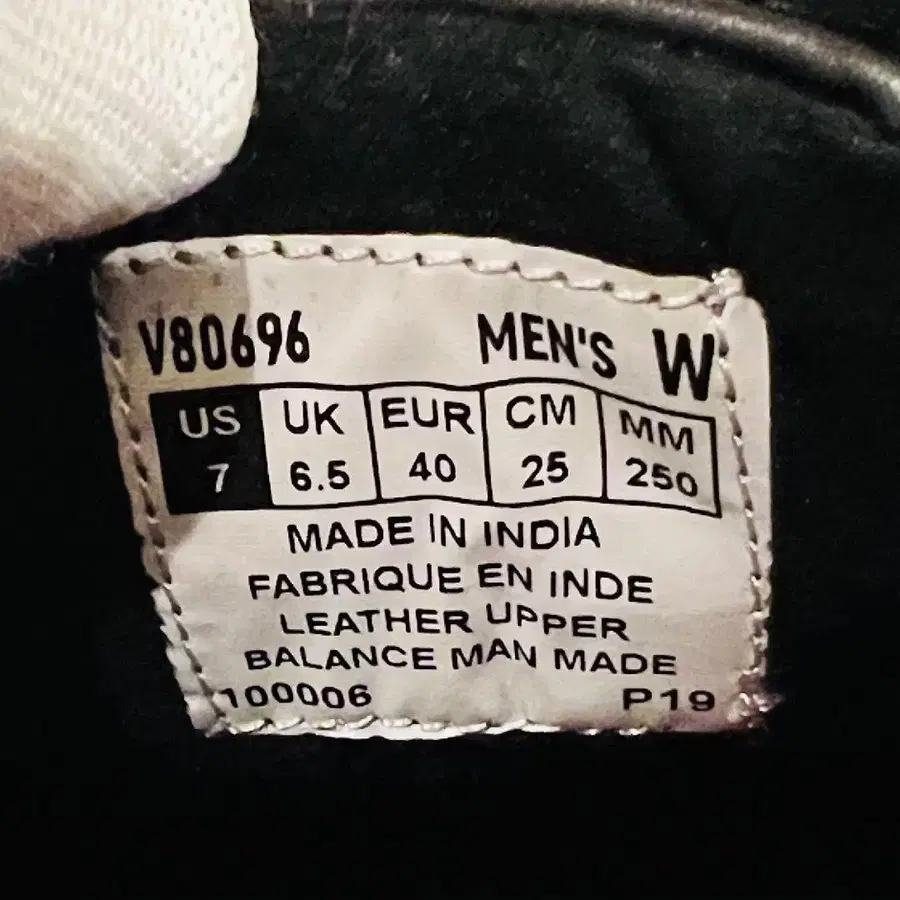 V80696 MEN'S W
US UK EUR CM MM
7 6.5 40 25 250
MADE IN INDIA
FABRIQUE EN INDE
LEATHER UPPER
BALANCE MAN MADE
100006 P19